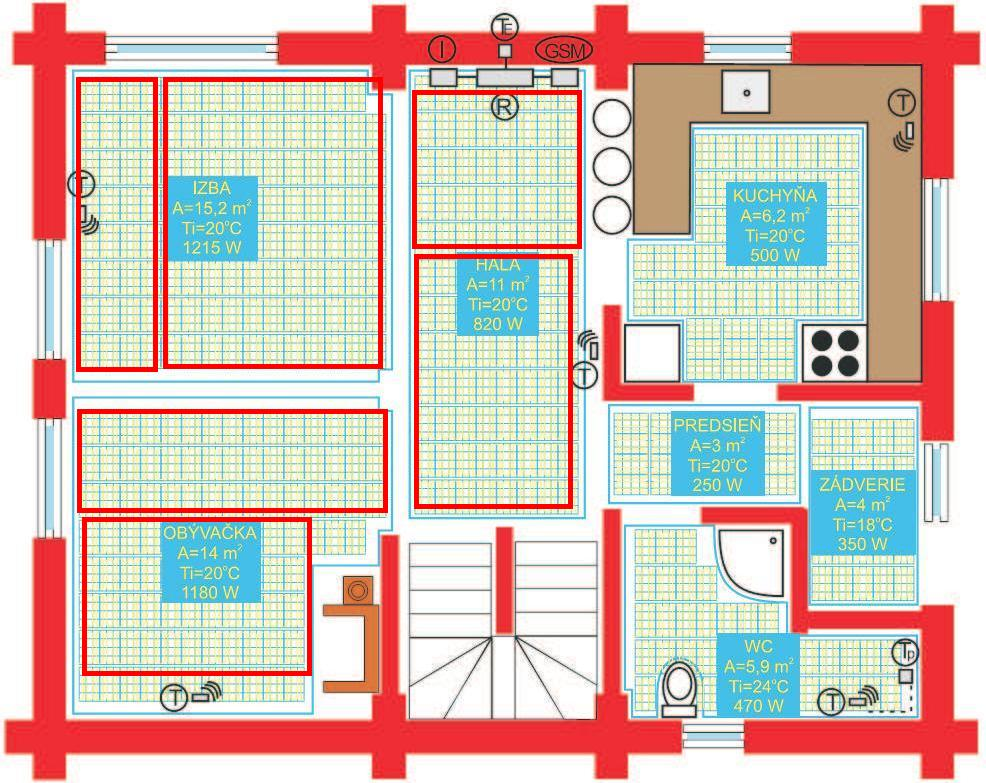 TE
I
GSM
R
T
T
IZBA
A=15,2 m²
Ti=20°C
1215 W
KUCHYŇA
A=6,2 m²
Ti=20°C
500 W
HALA
A=11 m²
Ti=20°C
820 W
T
PREDSIEŇ
A=3 m²
Ti=20°C
250 W
ZÁDVERIE
A=4 m²
Ti=18°C
350 W
OBÝVAČKA
A=14 m²
Ti=20°C
1180 W
WC
A=5,9 m²
Ti=24°C
470 W
Tp
T
T